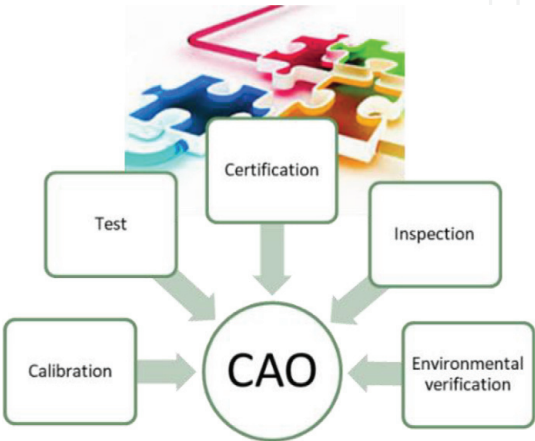 Certification
Test
Inspection
Calibration
CAO
Environmental
verification